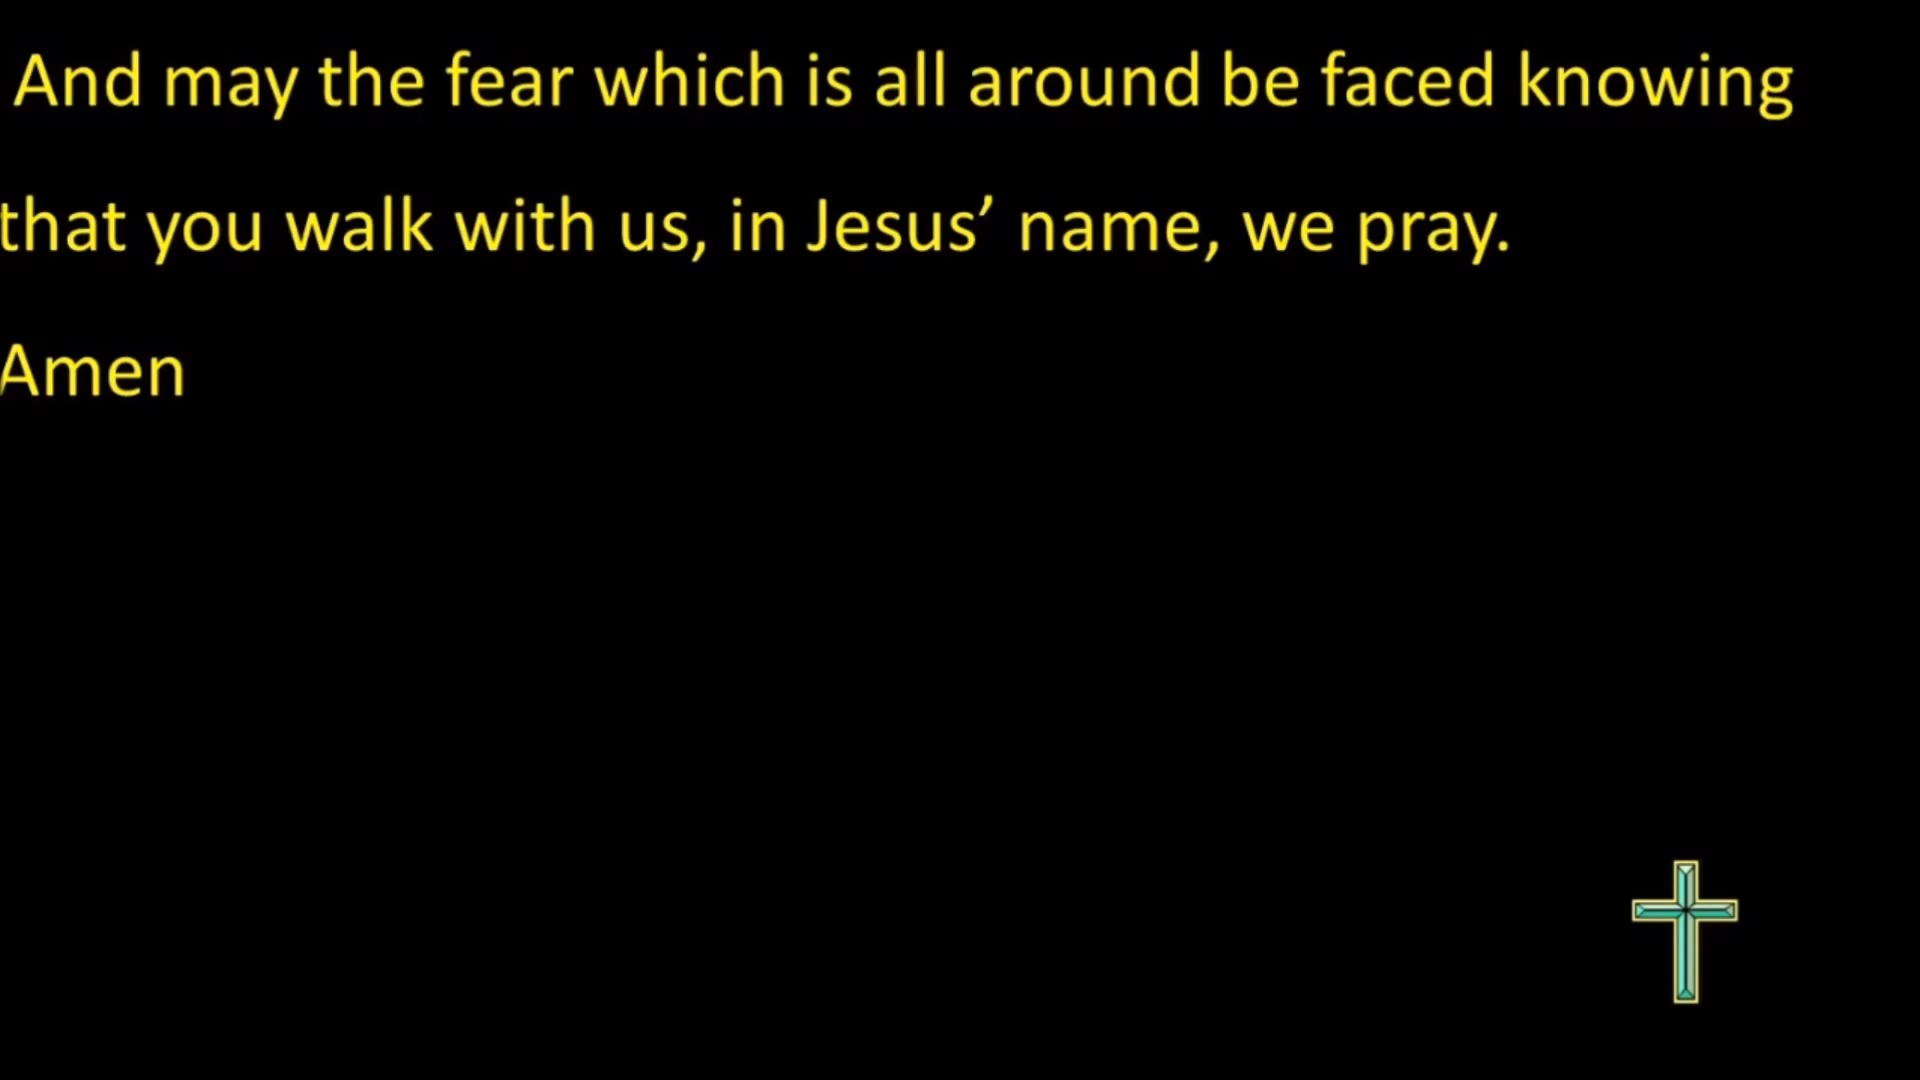 And may the fear which is all around be faced knowing
that you walk with us, in Jesus’ name, we pray.
Amen